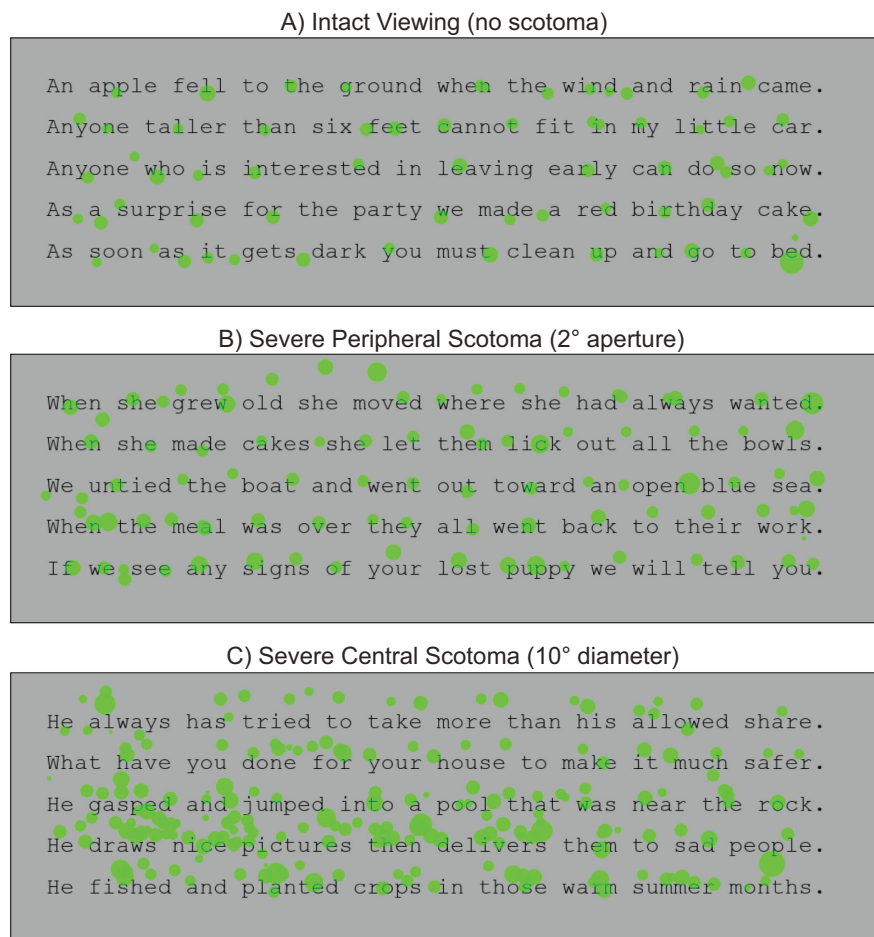 A) Intact Viewing (no scotoma)
An apple fell to the ground when the wind and rain came.
Anyone taller than six feet cannot fit in my little car.
Anyone who is interested in leaving early can do so now.
As a surprise for the party we made a red birthday cake.
As soon as it gets dark you must clean up and go to bed.
B) Severe Peripheral Scotoma (2° aperture)
When she grew old she moved where she had always wanted.
When she made cakes she let them lick out all the bowls.
We untied the boat and went out toward an open blue sea.
When the meal was over they all went back to their work.
If we see any signs of your lost puppy we will tell you.
C) Severe Central Scotoma (10° diameter)
He always has tried to take more than his allowed share.
What have you done for your house to make it much safer.
He gasped and jumped into a pool that was near the rock.
He draws nice pictures then delivers them to sad people.
He fished and planted crops in those warm summer months.